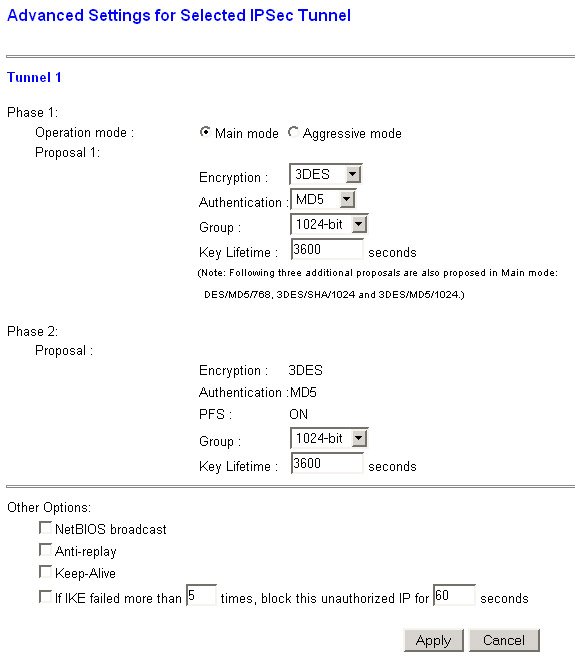 Advanced Settings for Selected IPSec Tunnel
Tunnel 1
Phase 1:
Operation mode : Main mode Aggressive mode
Proposal 1:
Encryption : 3DES
Authentication : MD5
Group : 1024-bit
Key Lifetime : 3600 seconds
(Note: Following three additional proposals are also proposed in Main mode:
DES/MD5/768, 3DES/SHA/1024 and 3DES/MD5/1024.)
Phase 2:
Proposal :
Encryption : 3DES
Authentication :MD5
PFS : ON
Group : 1024-bit
Key Lifetime : 3600 seconds
Other Options:
NetBIOS broadcast
Anti-replay
Keep-Alive
If IKE failed more than 5 times, block this unauthorized IP for 60 seconds
Apply Cancel